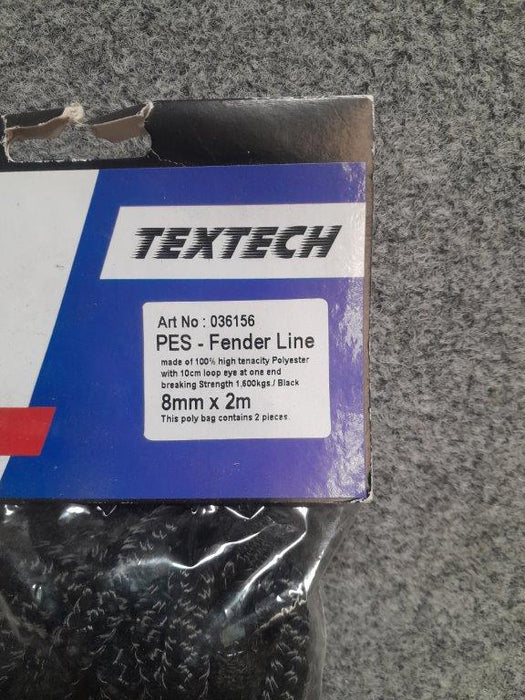 TEXTECH
Art No : 036156
PES - Fender Line
made of 100% high tenacity Polyester
with 10cm loop eye at one end
breaking Strength 1,600kgs./ Black
8mm x 2m
This poly bag contains 2 pieces.